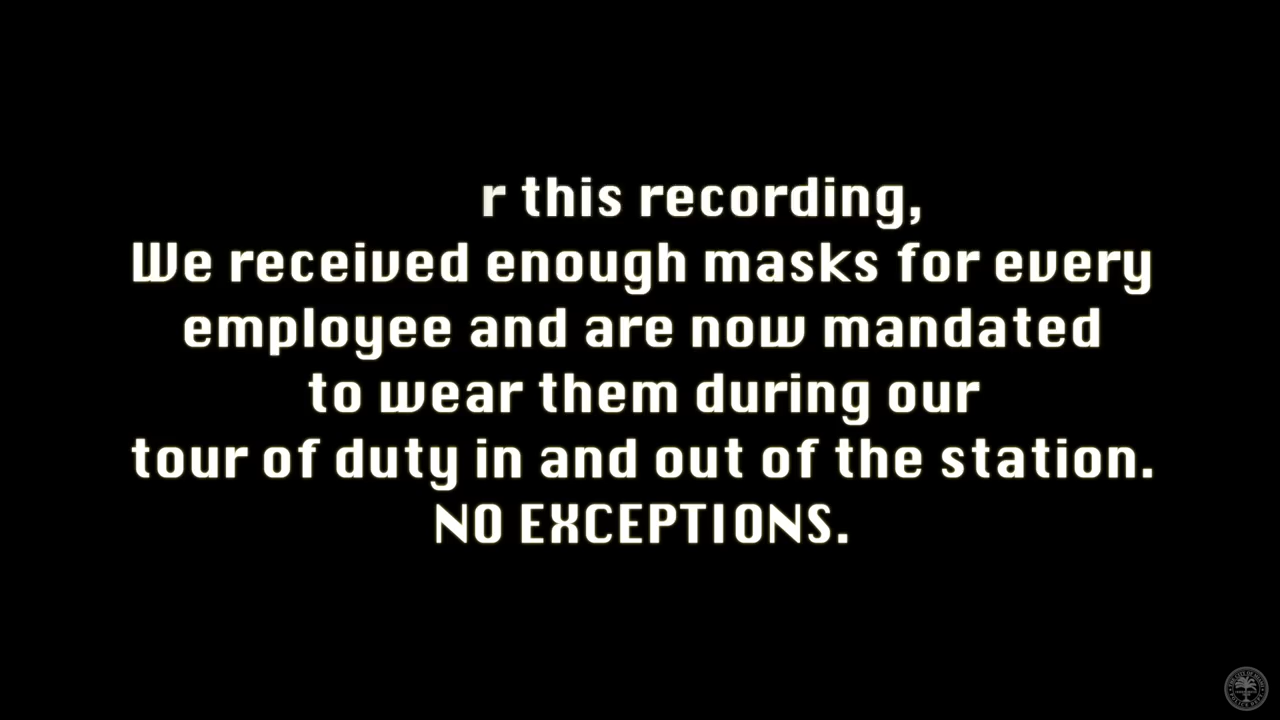 r this recording,
We received enough masks for every
employee and are now mandated
to wear them during our
tour of duty in and out of the station.
NO EXCEPTIONS.